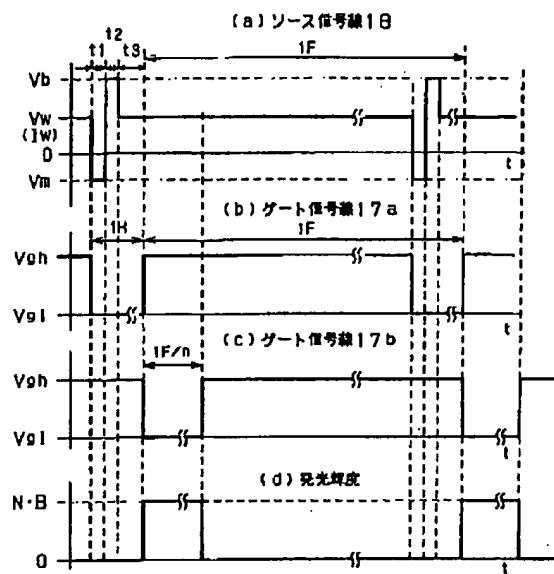 (a) ソース信号線18
t1 t2 t3 1F
Vb
Vw
(Iw)
0
t
Vm
(b) ゲート信号線17a
1H 1F
Vgh
Vgl
t
(c) ゲート信号線17b
1F/n
Vgh
Vgl
t
(d) 発光輝度
N·B
0
t